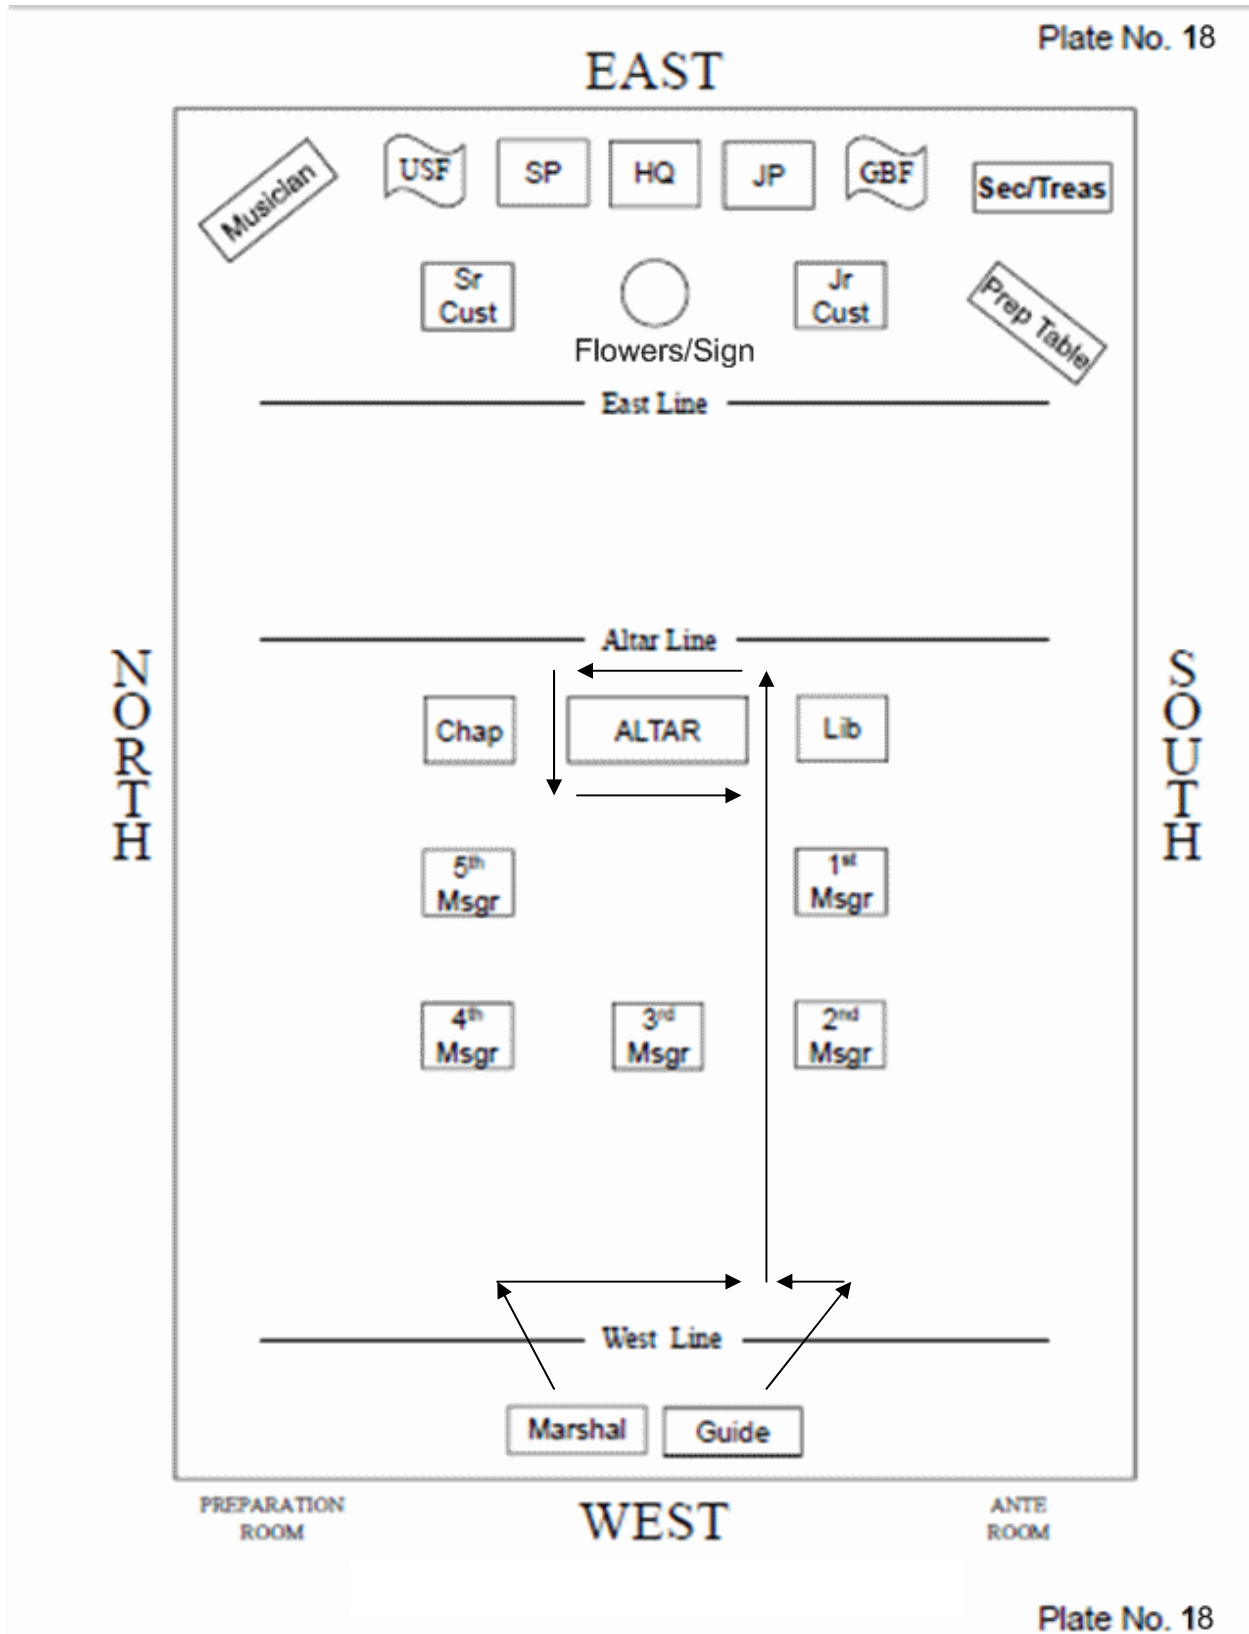 Plate No. 18
EAST
Musician
USF
SP
HQ
JP
GBF
Sec/Treas
Sr
Cust
Jr
Cust
Prep Table
Flowers/Sign
East Line
Altar Line
NORTH
SOUTH
Chap
ALTAR
Lib
5th
Msgr
1st
Msgr
4th
Msgr
3rd
Msgr
2nd
Msgr
West Line
Marshal
Guide
PREPARATION
ROOM
WEST
ANTE
ROOM
Plate No. 18